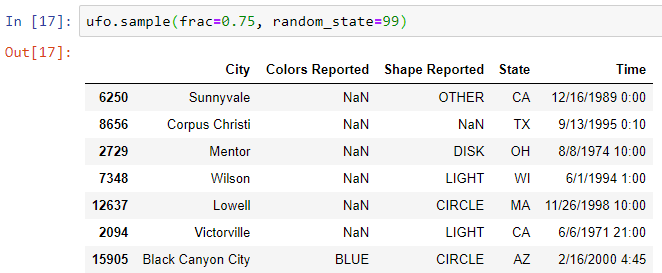 In [17]: ufo.sample(frac=0.75, random_state=99)
Out[17]:
City Colors Reported Shape Reported State Time
6250 Sunnyvale NaN OTHER CA 12/16/1989 0:00
8656 Corpus Christi NaN NaN TX 9/13/1995 0:10
2729 Mentor NaN DISK OH 8/8/1974 10:00
7348 Wilson NaN LIGHT WI 6/1/1994 1:00
12637 Lowell NaN CIRCLE MA 11/26/1998 10:00
2094 Victorville NaN LIGHT CA 6/6/1971 21:00
15905 Black Canyon City BLUE CIRCLE AZ 2/16/2000 4:45